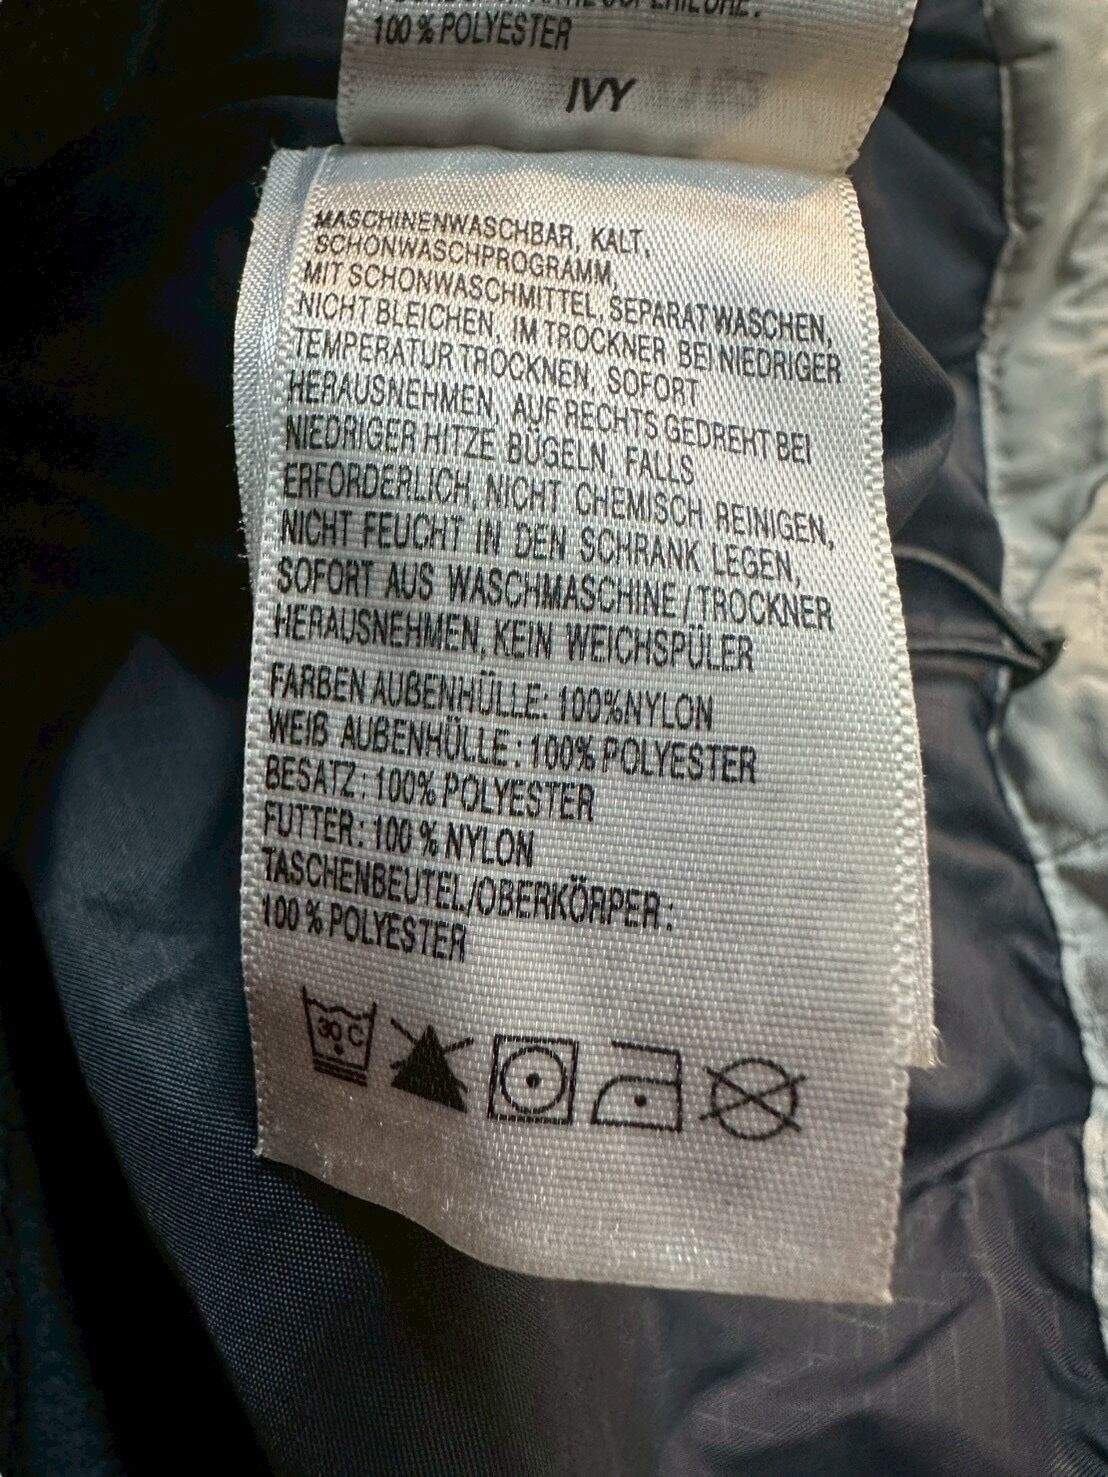 100 % POLYESTER
IVY
MASCHINENWASCHBAR, KALT,
SCHONWASCHPROGRAMM,
MIT SCHONWASCHMITTEL, SEPARAT WASCHEN,
NICHT BLEICHEN, IM TROCKNER BEI NIEDRIGER
TEMPERATUR TROCKNEN, SOFORT
HERAUSNEHMEN, AUF RECHTS GEDREHT BEI
NIEDRIGER HITZE BÜGELN, FALLS
ERFORDERLICH, NICHT CHEMISCH REINIGEN,
NICHT FEUCHT IN DEN SCHRANK LEGEN,
SOFORT AUS WASCHMASCHINE/TROCKNER
HERAUSNEHMEN, KEIN WEICHSPÜLER
FARBEN AUßENHÜLLE: 100%NYLON
WEIß AUßENHÜLLE: 100% POLYESTER
BESATZ: 100% POLYESTER
FUTTER: 100 % NYLON
TASCHENBEUTEL/OBERKÖRPER:
100 % POLYESTER
30 C